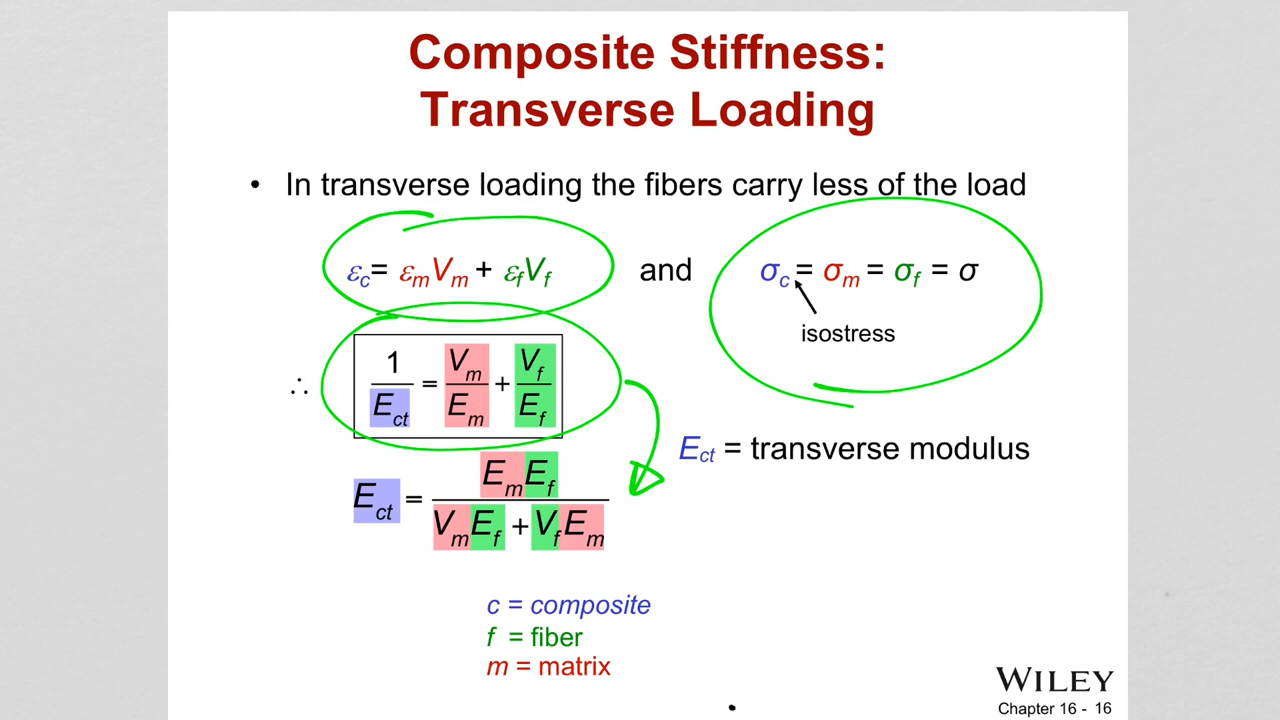 Composite Stiffness:
Transverse Loading
• In transverse loading the fibers carry less of the load
εc= εmVm + εfVf and σc = σm = σf = σ
isostress
∴ 1/Ect = Vm/Em + Vf/Ef
Ect = transverse modulus
Ect = EmEf/(VmEf + VfEm)
c = composite
f = fiber
m = matrix
WILEY
Chapter 16 - 16